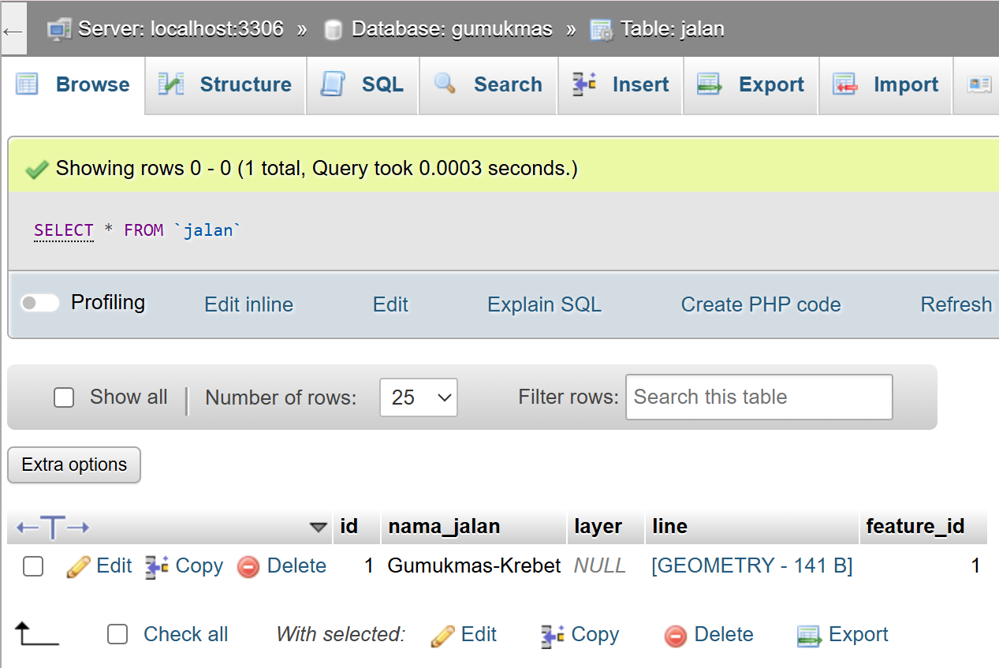 ← Server: localhost:3306 » Database: gumukmas » Table: jalan
Browse Structure SQL Search Insert Export Import
Showing rows 0 - 0 (1 total, Query took 0.0003 seconds.)
SELECT * FROM `jalan`
Profiling Edit inline Edit Explain SQL Create PHP code Refresh
Show all Number of rows: 25 Filter rows: Search this table
Extra options
←T→ id nama_jalan layer line feature_id
Edit Copy Delete 1 Gumukmas-Krebet NULL [GEOMETRY - 141 B] 1
Check all With selected: Edit Copy Delete Export